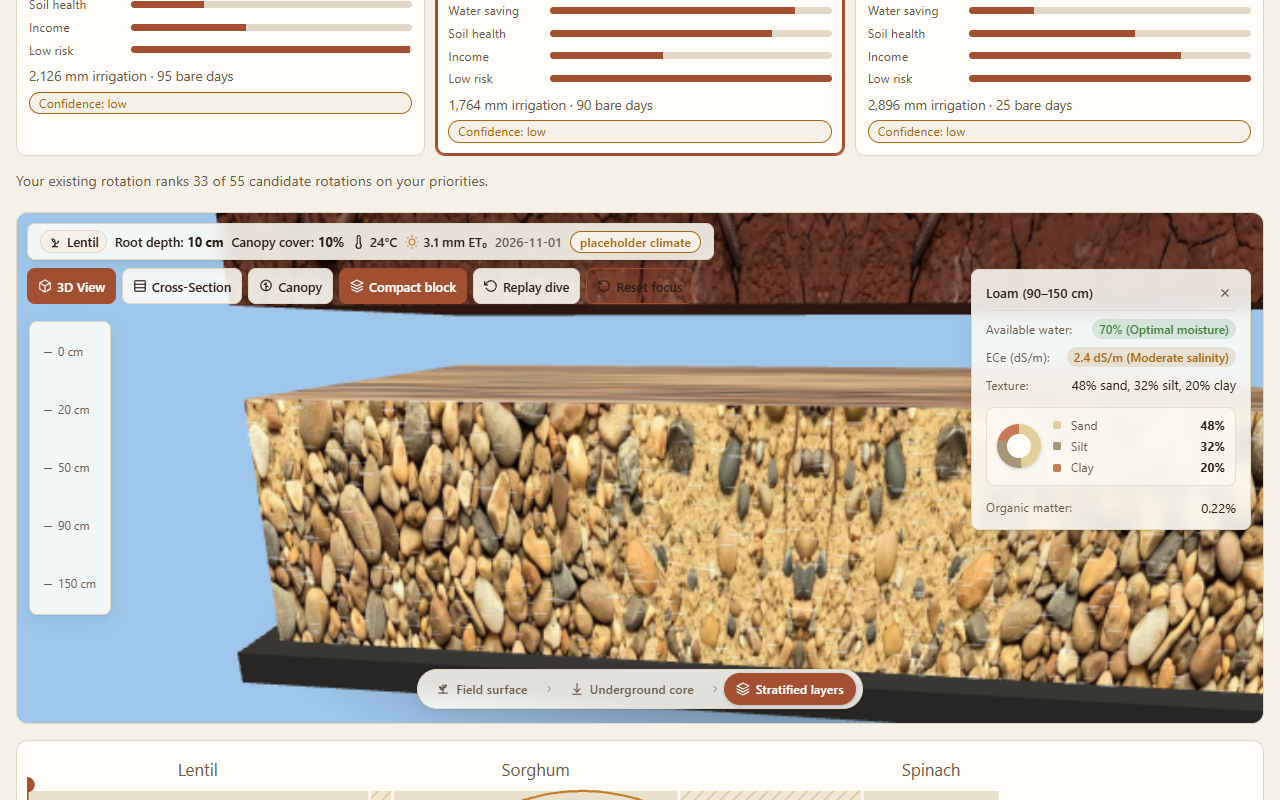 Soil health
Income
Low risk
2,126 mm irrigation · 95 bare days
Confidence: low
Water saving
Soil health
Income
Low risk
1,764 mm irrigation · 90 bare days
Confidence: low
Water saving
Soil health
Income
Low risk
2,896 mm irrigation · 25 bare days
Confidence: low
Your existing rotation ranks 33 of 55 candidate rotations on your priorities.
Lentil Root depth: 10 cm Canopy cover: 10% 24°C 3.1 mm ET₀ 2026-11-01 placeholder climate
3D View Cross-Section Canopy Compact block Replay dive Reset focus
0 cm
20 cm
50 cm
90 cm
150 cm
Loam (90–150 cm) ×
Available water: 70% (Optimal moisture)
ECe (dS/m): 2.4 dS/m (Moderate salinity)
Texture: 48% sand, 32% silt, 20% clay
Sand 48%
Silt 32%
Clay 20%
Organic matter: 0.22%
Field surface › Underground core › Stratified layers
Lentil Sorghum Spinach